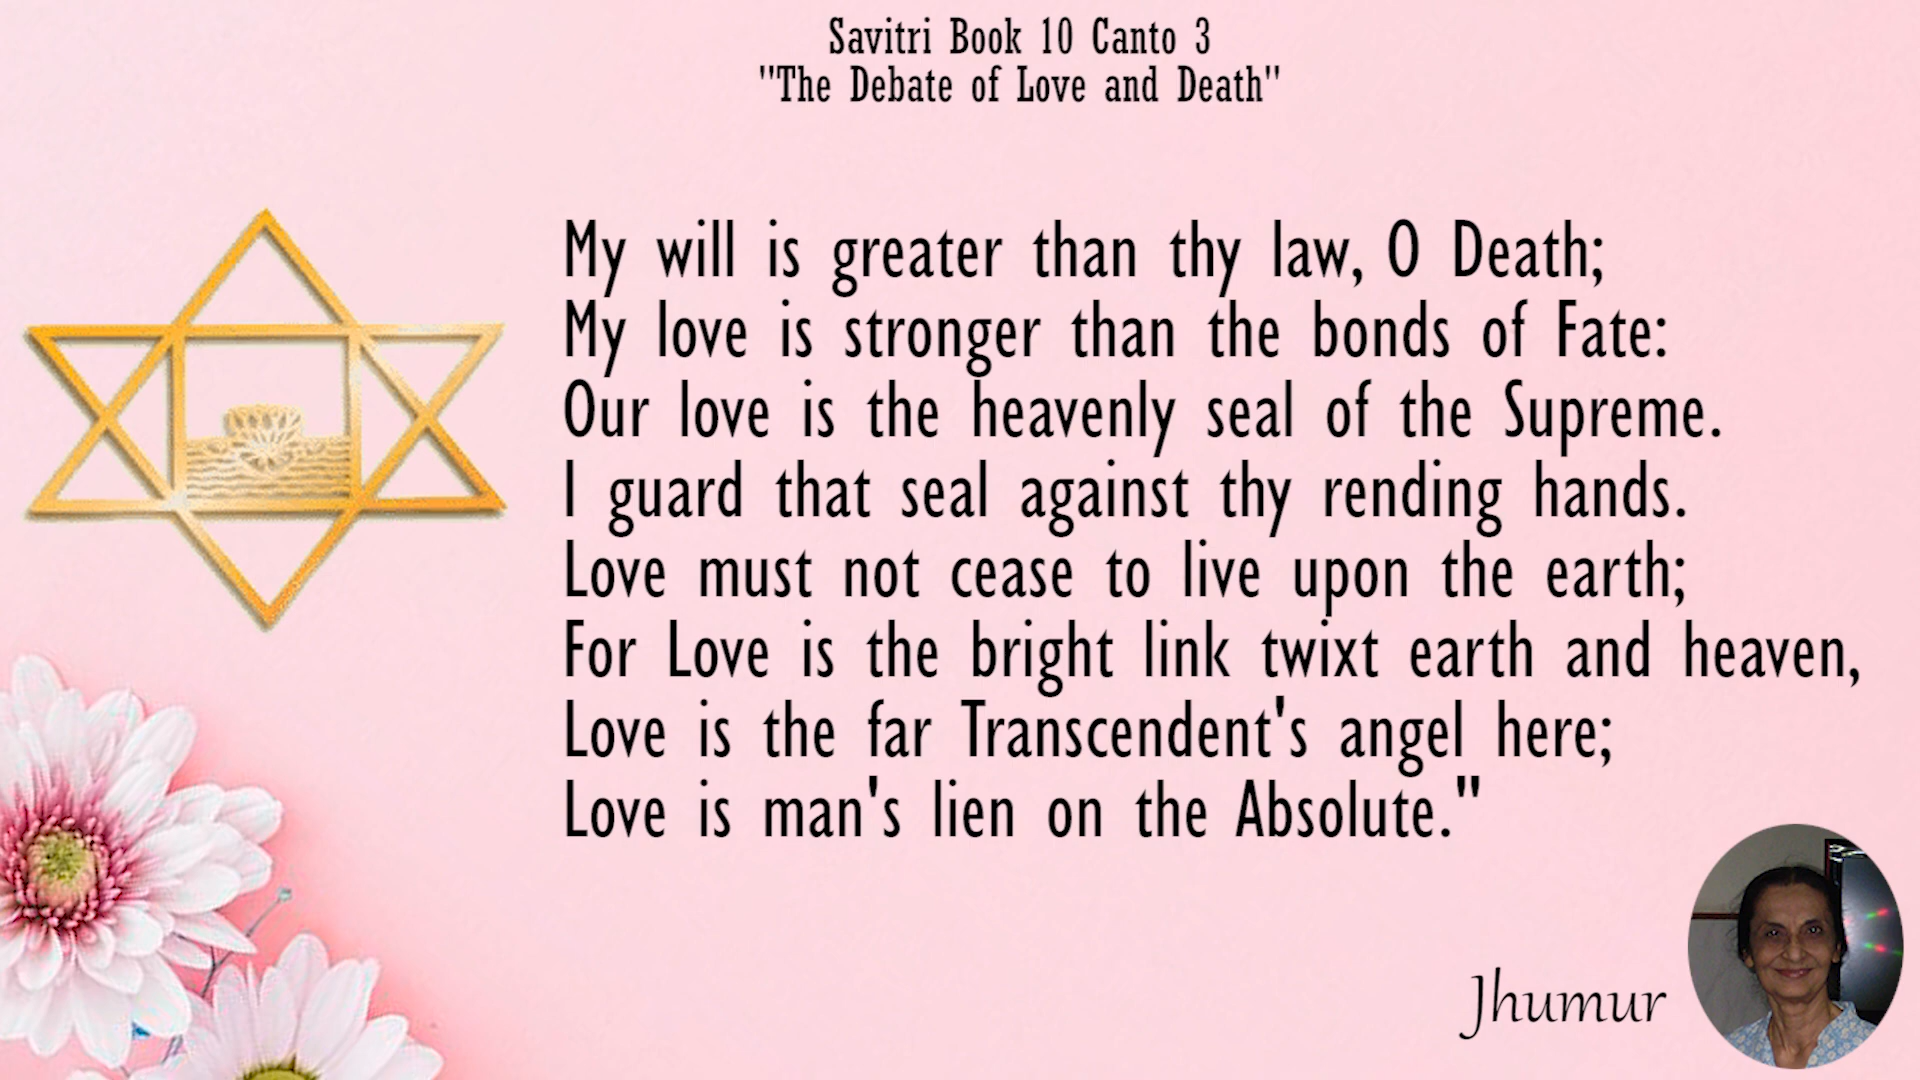 Savitri Book 10 Canto 3
"The Debate of Love and Death"
My will is greater than thy law, O Death;
My love is stronger than the bonds of Fate:
Our love is the heavenly seal of the Supreme.
I guard that seal against thy rending hands.
Love must not cease to live upon the earth;
For Love is the bright link twixt earth and heaven,
Love is the far Transcendent's angel here;
Love is man's lien on the Absolute."
Jhumur